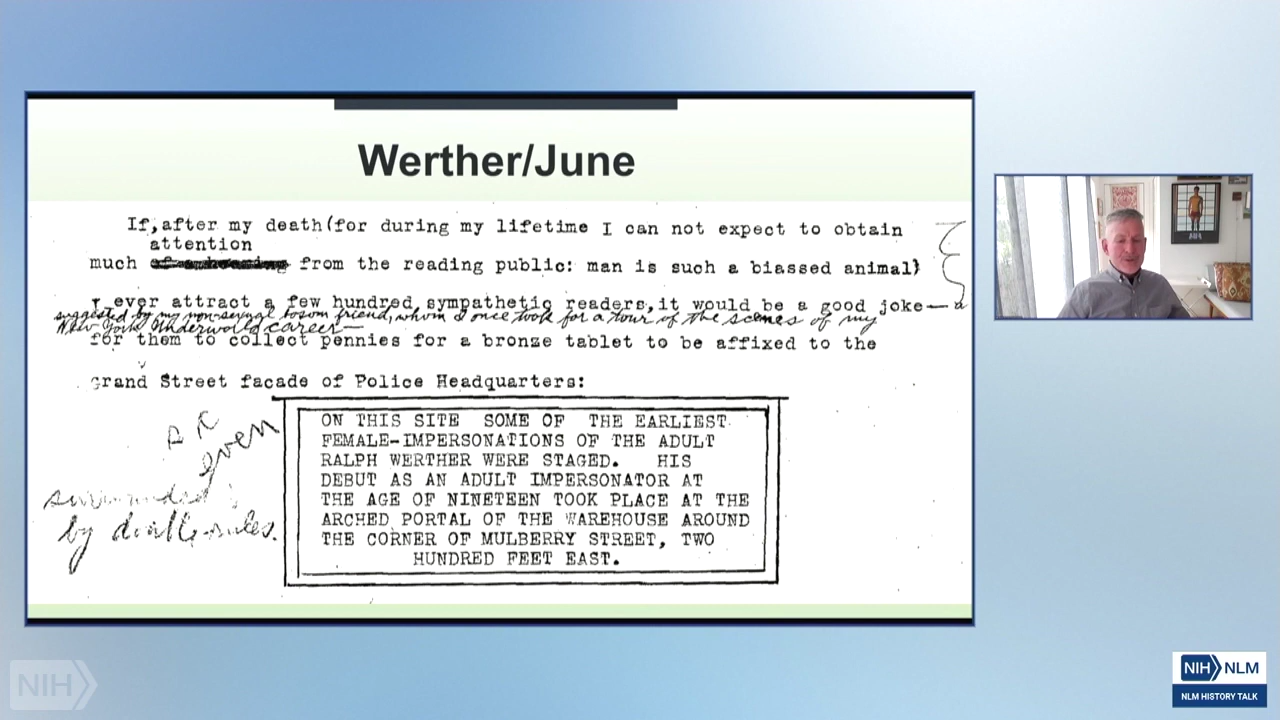 Werther/June
If, after my death (for during my lifetime I can not expect to obtain
attention
much from the reading public: man is such a biassed animal)
I ever attract a few hundred sympathetic readers, it would be a good joke— a
suggested by my non-sexual bosom friend, whom I once took for a tour of the scenes of my
New York Underworld career—
for them to collect pennies for a bronze tablet to be affixed to the
Grand Street facade of Police Headquarters:
ON THIS SITE SOME OF THE EARLIEST
FEMALE-IMPERSONATIONS OF THE ADULT
RALPH WERTHER WERE STAGED. HIS
DEBUT AS AN ADULT IMPERSONATOR AT
THE AGE OF NINETEEN TOOK PLACE AT THE
ARCHED PORTAL OF THE WAREHOUSE AROUND
THE CORNER OF MULBERRY STREET, TWO
HUNDRED FEET EAST.
even
surrounded
by double-rules.
NIH
NIH NLM
NLM HISTORY TALK